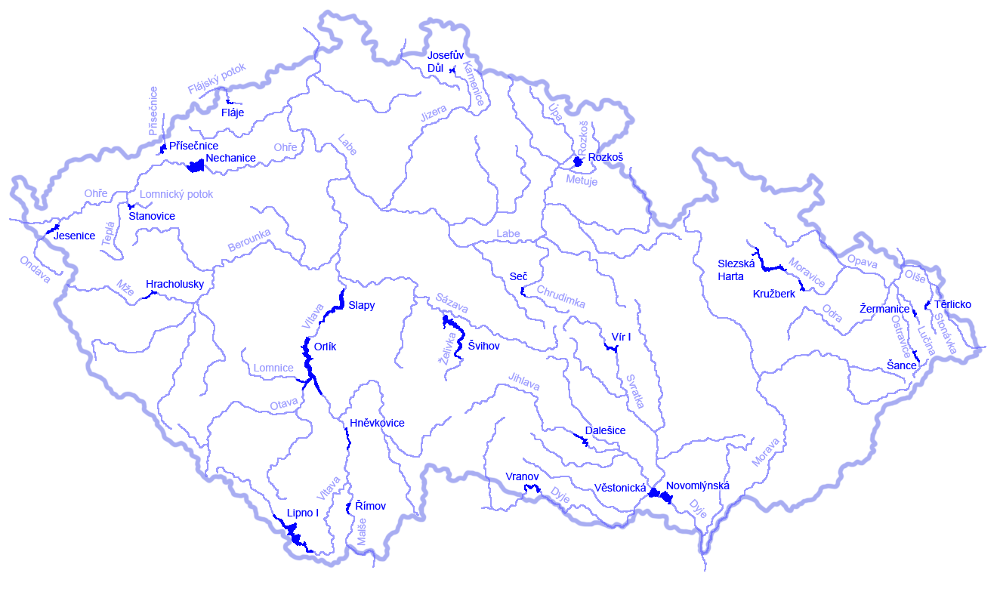 Josefův
Důl
Kamenice
Flájský potok
Fláje
Přísečnice
Jizera
Úpa
Rozkoš
Rozkoš
Metuje
Přísečnice
Nechanice
Ohře
Labe
Ohře
Lomnický potok
Stanovice
Teplá
Jesenice
Ondava
Berounka
Labe
Mže
Hracholusky
Seč
Chrudimka
Slezská
Harta
Moravice
Kružberk
Opava
Olše
Žermanice
Těrlicko
Odra
Ostravice
Lučina
Stonávka
Šance
Slapy
Vltava
Sázava
Orlík
Želivka
Švihov
Vír I
Svratka
Lomnice
Otava
Jihlava
Hněvkovice
Dalešice
Morava
Vranov
Dyje
Věstonická
Novomlýnská
Dyje
Vltava
Římov
Lipno I
Malše